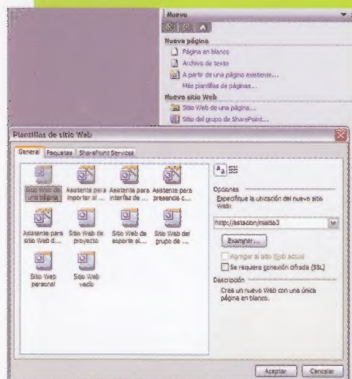 Nuevo
Nueva página
Página en blanco
Archivo de texto
A partir de una página existente...
Más plantillas de páginas...
Nuevo sitio Web
Sitio Web de una página...
Sitio del grupo de SharePoint...
Plantillas de sitio Web
General Paquetes SharePoint Services
Sitio Web de una página
Asistente para importar si...
Asistente para interfaz de ...
Asistente para presencia c...
Asistente para sitio Web d...
Sitio Web de proyecto
Sitio Web de soporte al ...
Sitio Web del grupo de ...
Sitio Web personal
Sitio Web vacío
Opciones
Especifique la ubicación del nuevo sitio
Web:
Examinar...
Agregar al sitio Web actual
Se requiere conexión cifrada (SSL)
Descripción
Crea un nuevo Web con una única
página en blanco.
Aceptar Cancelar